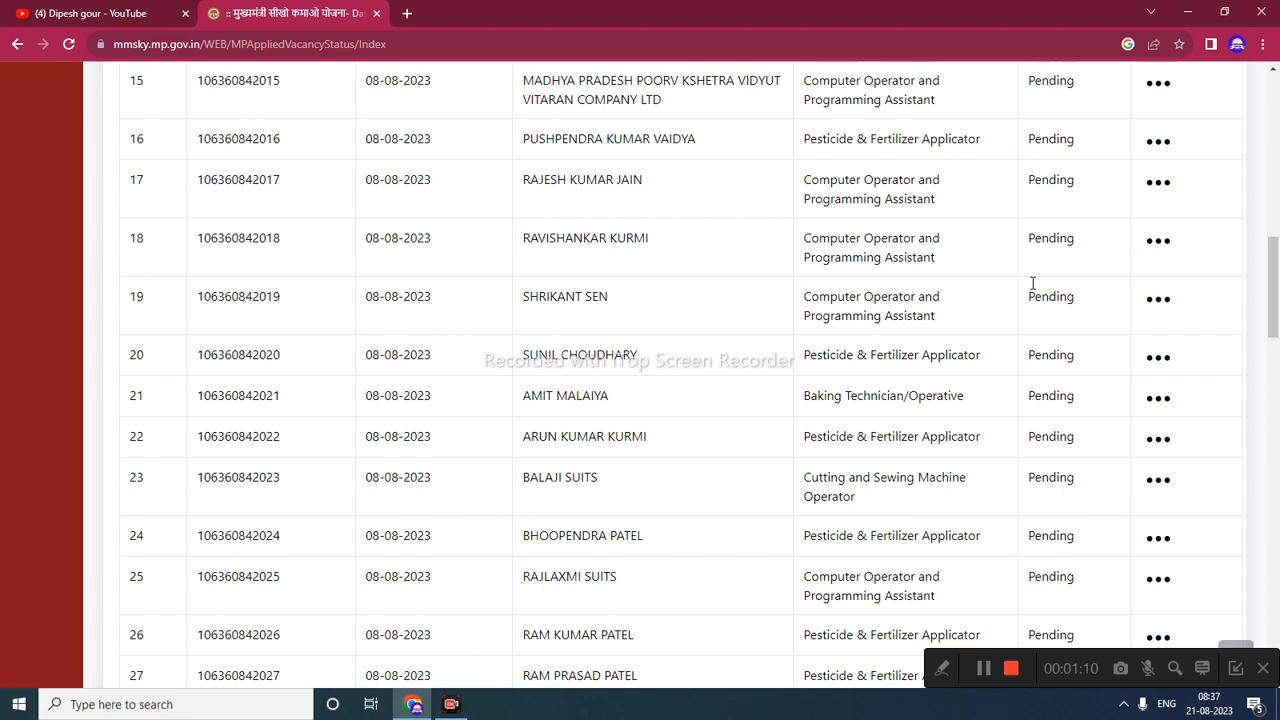 (4) Dipesh gour - YouTube
:: मुख्यमंत्री सीखो कमाओ योजना- Da
mmsky.mp.gov.in/WEB/MPAppliedVacancyStatus/Index
15 106360842015 08-08-2023 MADHYA PRADESH POORV KSHETRA VIDYUT VITARAN COMPANY LTD Computer Operator and Programming Assistant Pending
16 106360842016 08-08-2023 PUSHPENDRA KUMAR VAIDYA Pesticide & Fertilizer Applicator Pending
17 106360842017 08-08-2023 RAJESH KUMAR JAIN Computer Operator and Programming Assistant Pending
18 106360842018 08-08-2023 RAVISHANKAR KURMI Computer Operator and Programming Assistant Pending
19 106360842019 08-08-2023 SHRIKANT SEN Computer Operator and Programming Assistant Pending
20 106360842020 08-08-2023 SUNIL CHOUDHARY Pesticide & Fertilizer Applicator Pending
Recorded with iTop Screen Recorder
21 106360842021 08-08-2023 AMIT MALAIYA Baking Technician/Operative Pending
22 106360842022 08-08-2023 ARUN KUMAR KURMI Pesticide & Fertilizer Applicator Pending
23 106360842023 08-08-2023 BALAJI SUITS Cutting and Sewing Machine Operator Pending
24 106360842024 08-08-2023 BHOOPENDRA PATEL Pesticide & Fertilizer Applicator Pending
25 106360842025 08-08-2023 RAJLAXMI SUITS Computer Operator and Programming Assistant Pending
26 106360842026 08-08-2023 RAM KUMAR PATEL Pesticide & Fertilizer Applicator Pending
27 106360842027 08-08-2023 RAM PRASAD PATEL Pesticide & Fertilizer
00:01:10
Type here to search
ENG
08:37
21-08-2023
5